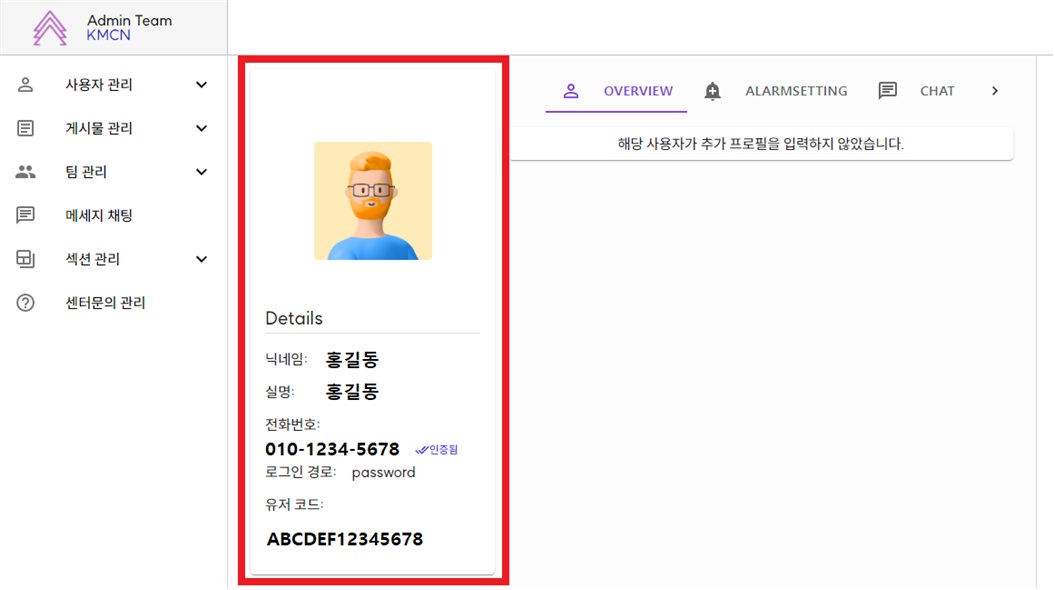 Admin Team
KMCN
사용자 관리
게시물 관리
팀 관리
메세지 채팅
섹션 관리
센터문의 관리
Details
닉네임: 홍길동
실명: 홍길동
전화번호:
010-1234-5678 인증됨
로그인 경로: password
유저 코드:
ABCDEF12345678
OVERVIEW ALARMSETTING CHAT
해당 사용자가 추가 프로필을 입력하지 않았습니다.